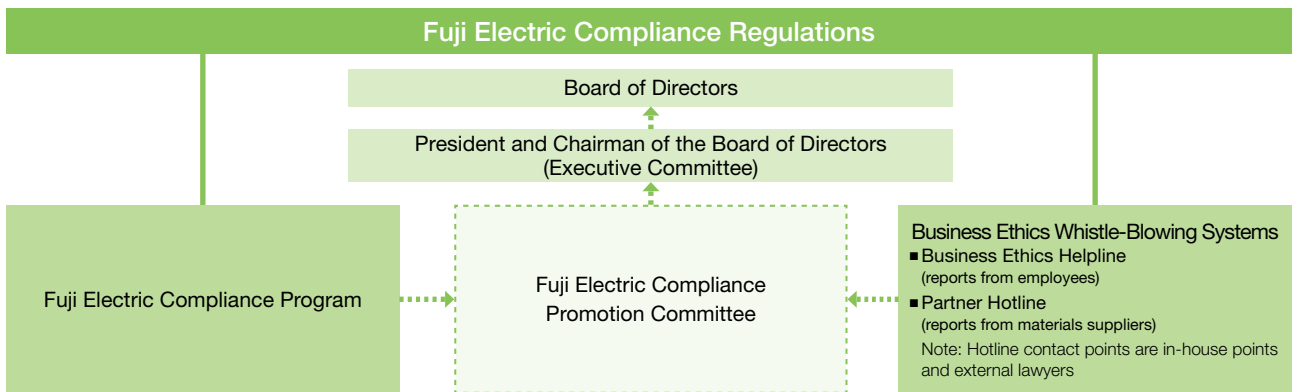 Fuji Electric Compliance Regulations
Board of Directors
President and Chairman of the Board of Directors
(Executive Committee)
Fuji Electric Compliance Program
Fuji Electric Compliance
Promotion Committee
Business Ethics Whistle-Blowing Systems
■ Business Ethics Helpline
(reports from employees)
■ Partner Hotline
(reports from materials suppliers)
Note: Hotline contact points are in-house points
and external lawyers